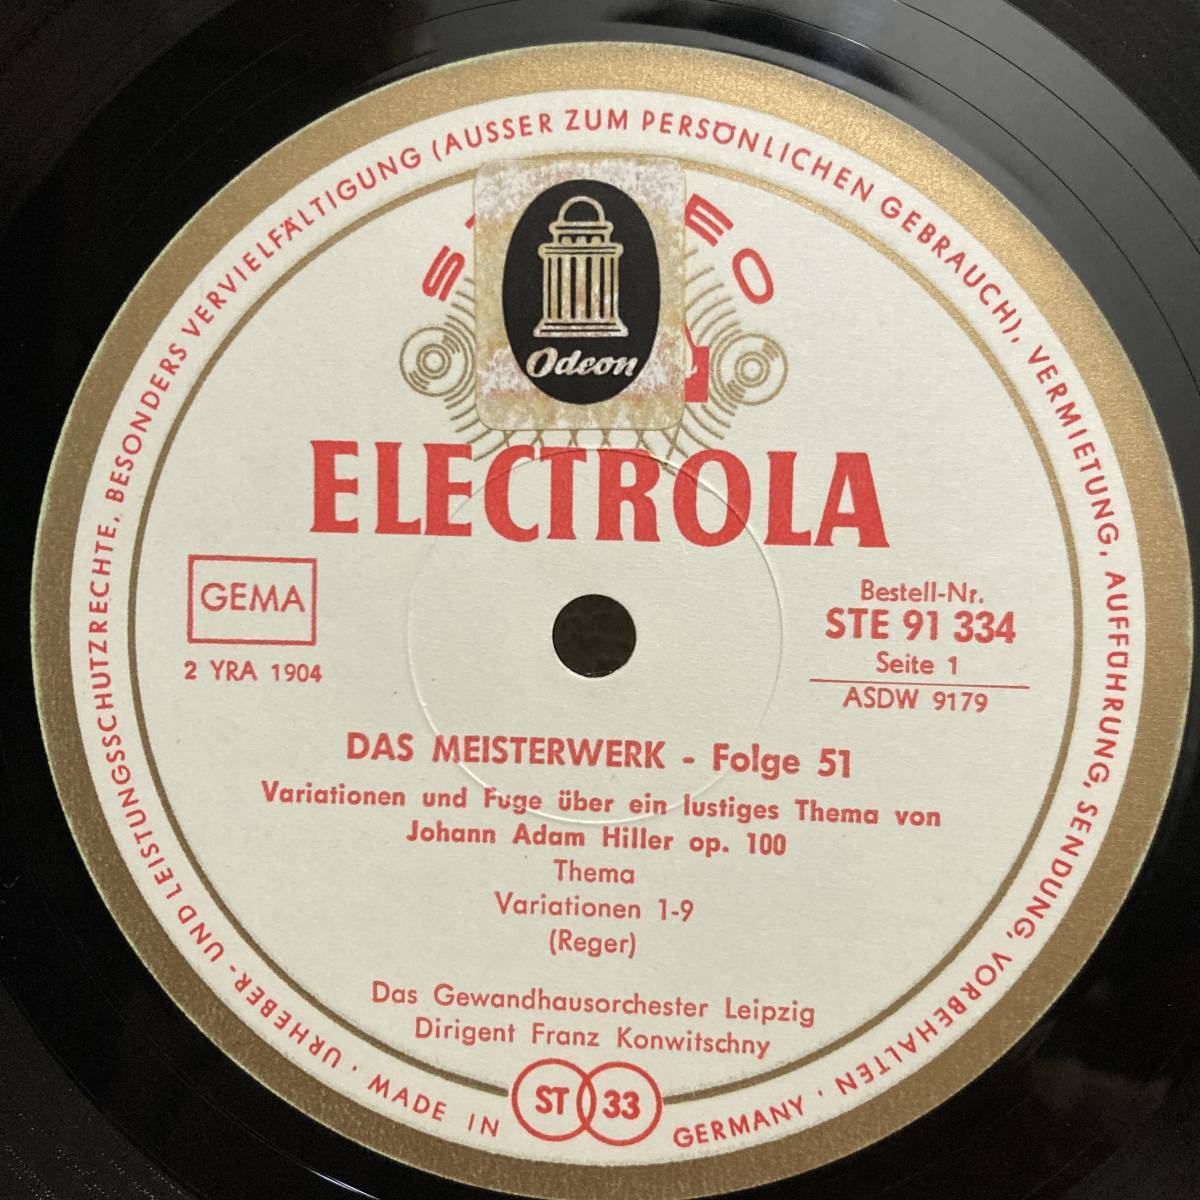 URHEBER- UND LEISTUNGSSCHUTZRECHTE, BESONDERS VERVIELFÄLTIGUNG (AUSSER ZUM PERSÖNLICHEN GEBRAUCH), VERMIETUNG, AUFFÜHRUNG, SENDUNG, VORBEHALTEN · MADE IN GERMANY ·
Odeon
ELECTROLA
GEMA
2 YRA 1904
Bestell-Nr.
STE 91 334
Seite 1
ASDW 9179
DAS MEISTERWERK - Folge 51
Variationen und Fuge über ein lustiges Thema von
Johann Adam Hiller op. 100
Thema
Variationen 1-9
(Reger)
Das Gewandhausorchester Leipzig
Dirigent Franz Konwitschny
ST 33